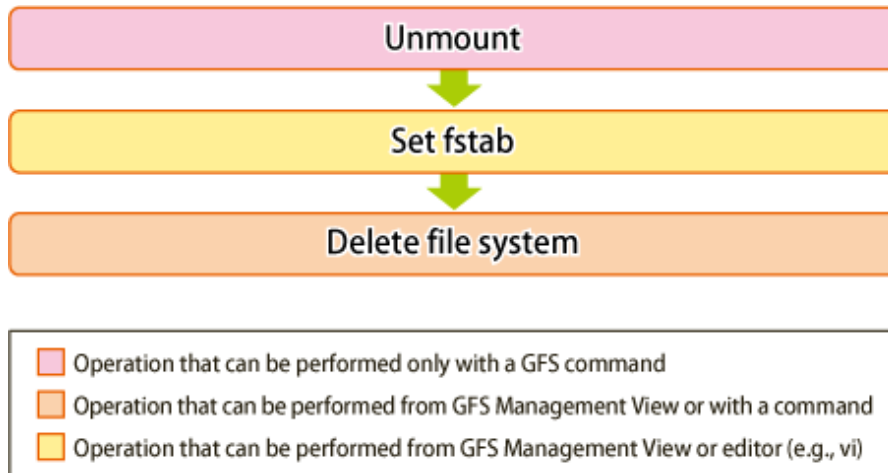 Unmount
Set fstab
Delete file system
Operation that can be performed only with a GFS command
Operation that can be performed from GFS Management View or with a command
Operation that can be performed from GFS Management View or editor (e.g., vi)